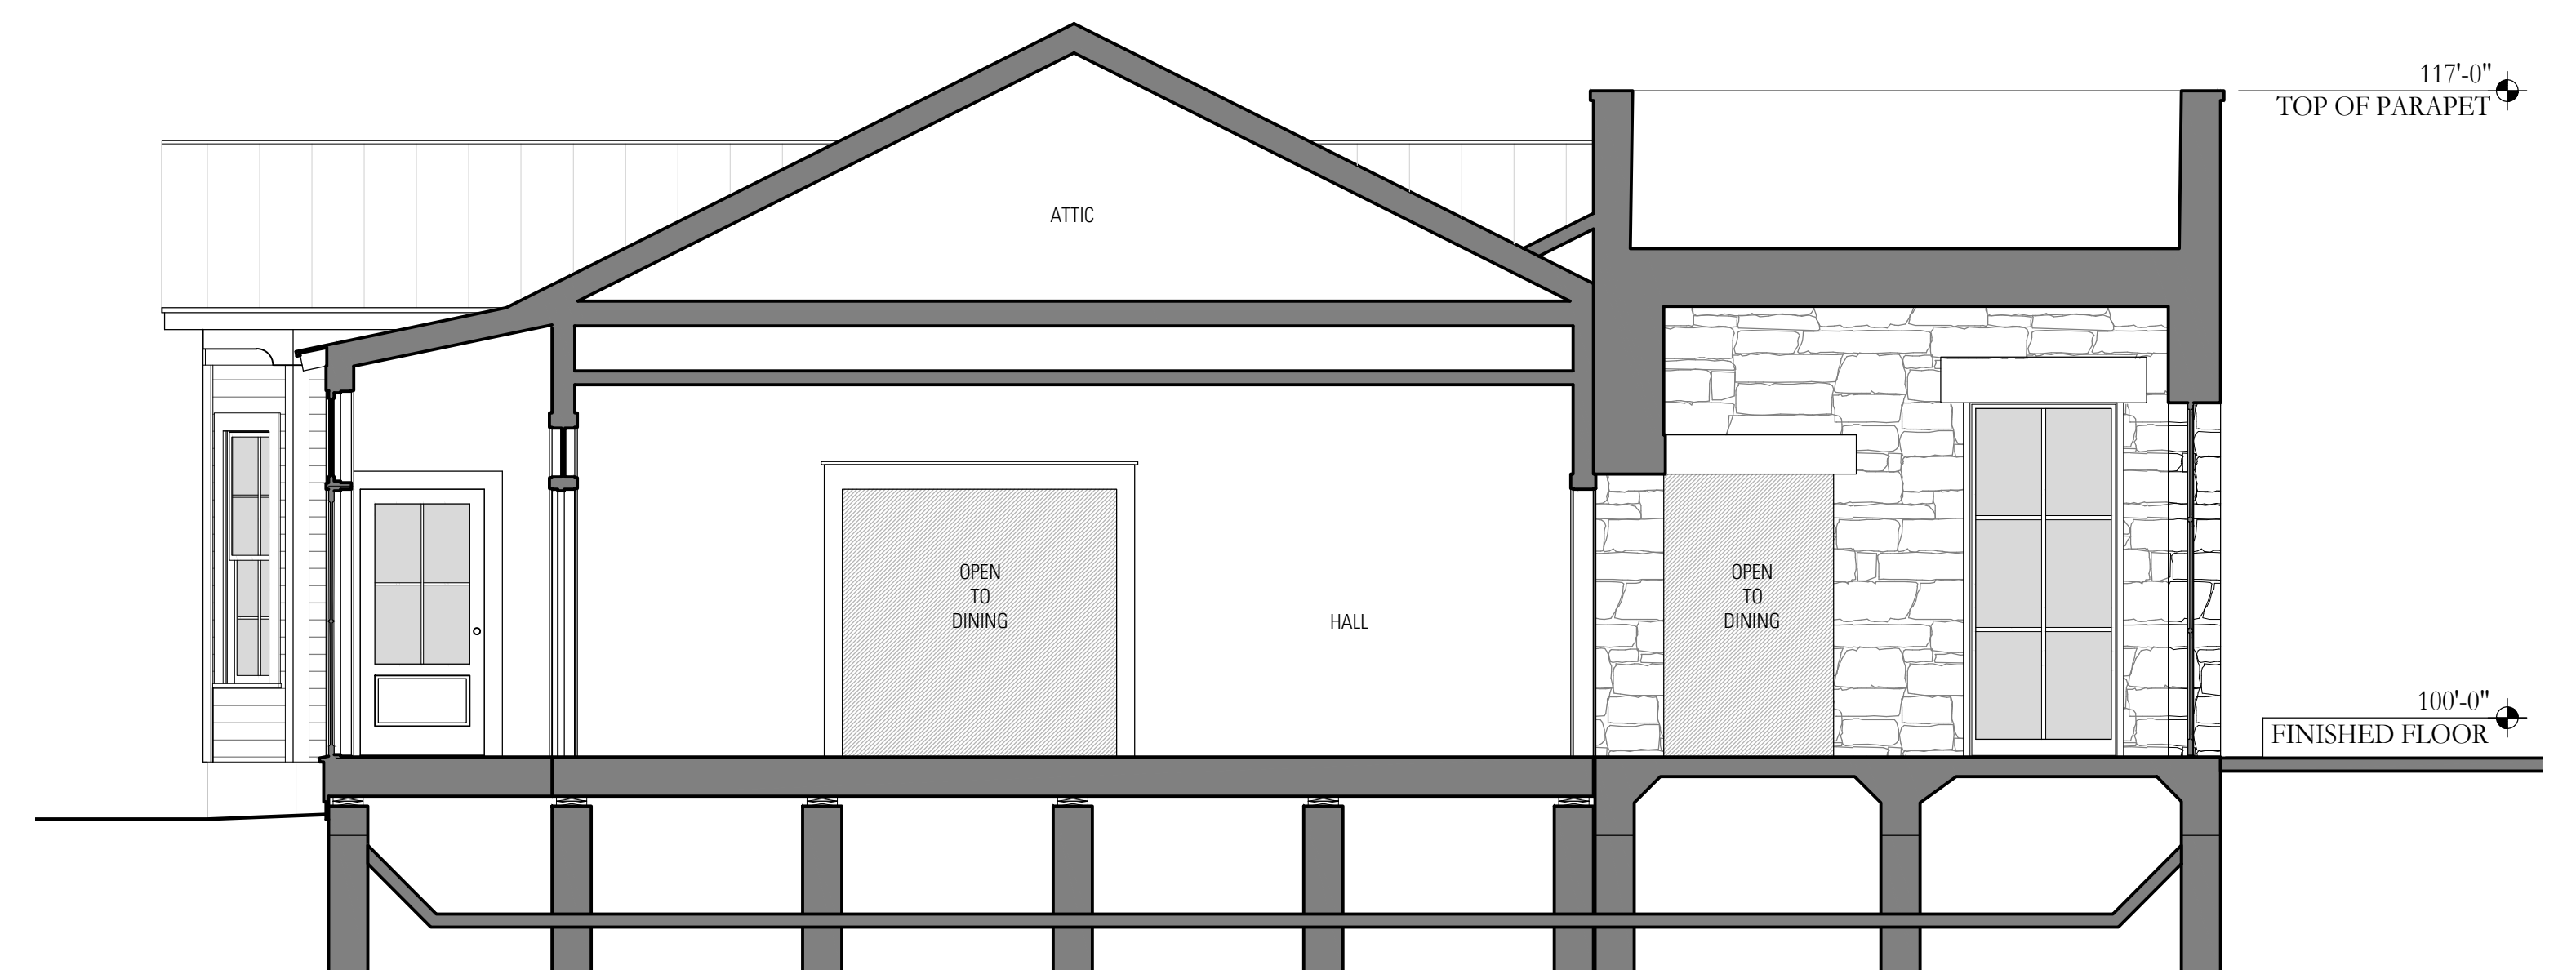 117'-0"
TOP OF PARAPET
ATTIC
OPEN
TO
DINING
HALL
OPEN
TO
DINING
100'-0"
FINISHED FLOOR